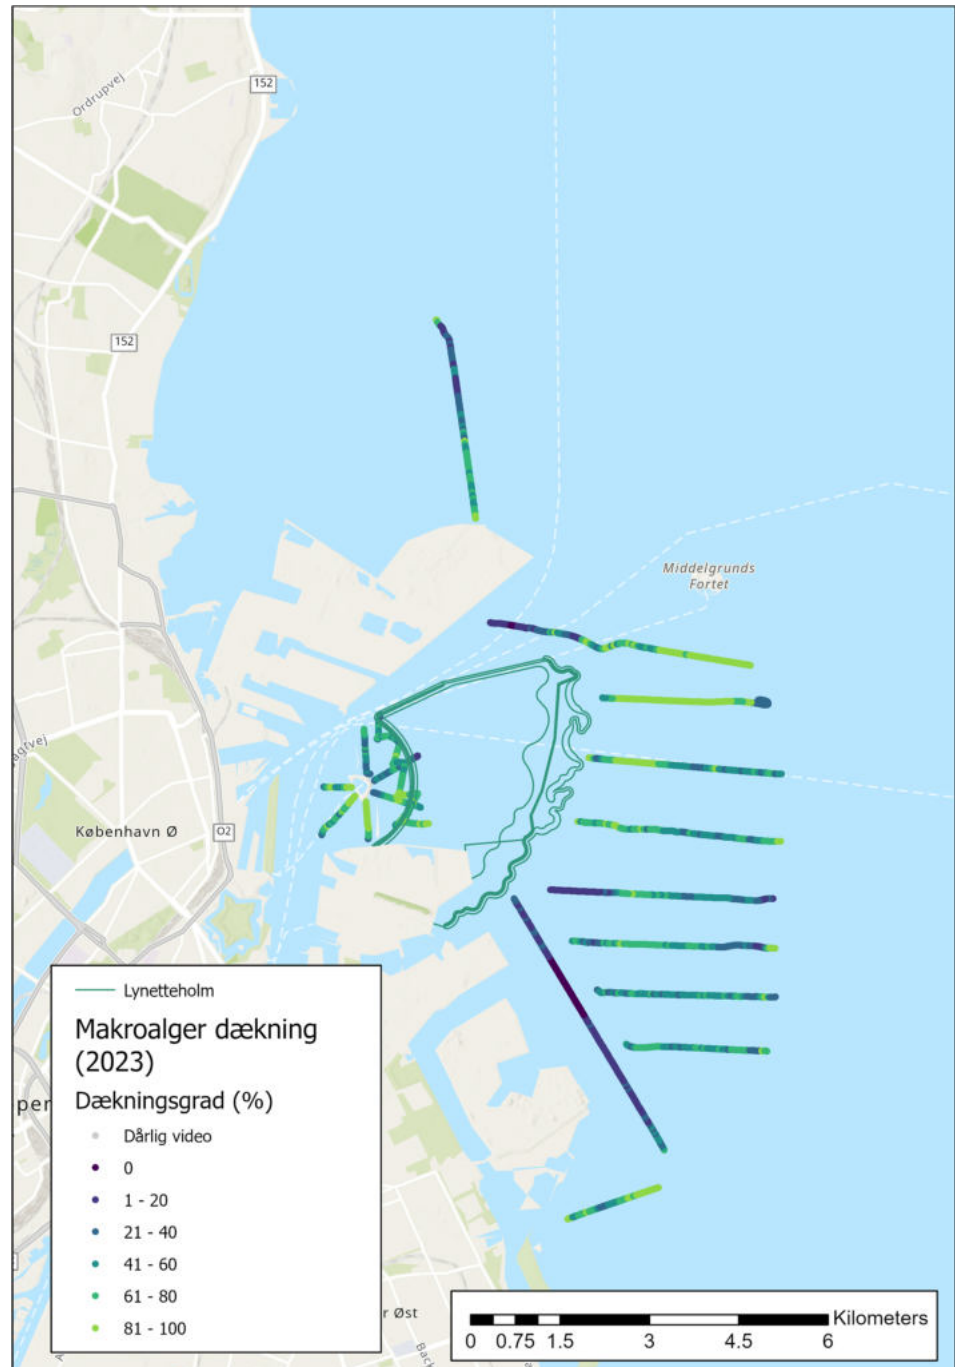 Ordrupvej
152
152
Middelgrunds
Fortet
København Ø
O2
Lynetteholm
Makroalger dækning
(2023)
Dækningsgrad (%)
Dårlig video
0
1 - 20
21 - 40
41 - 60
61 - 80
81 - 100
r Øst
Kilometers
0 0.75 1.5 3 4.5 6